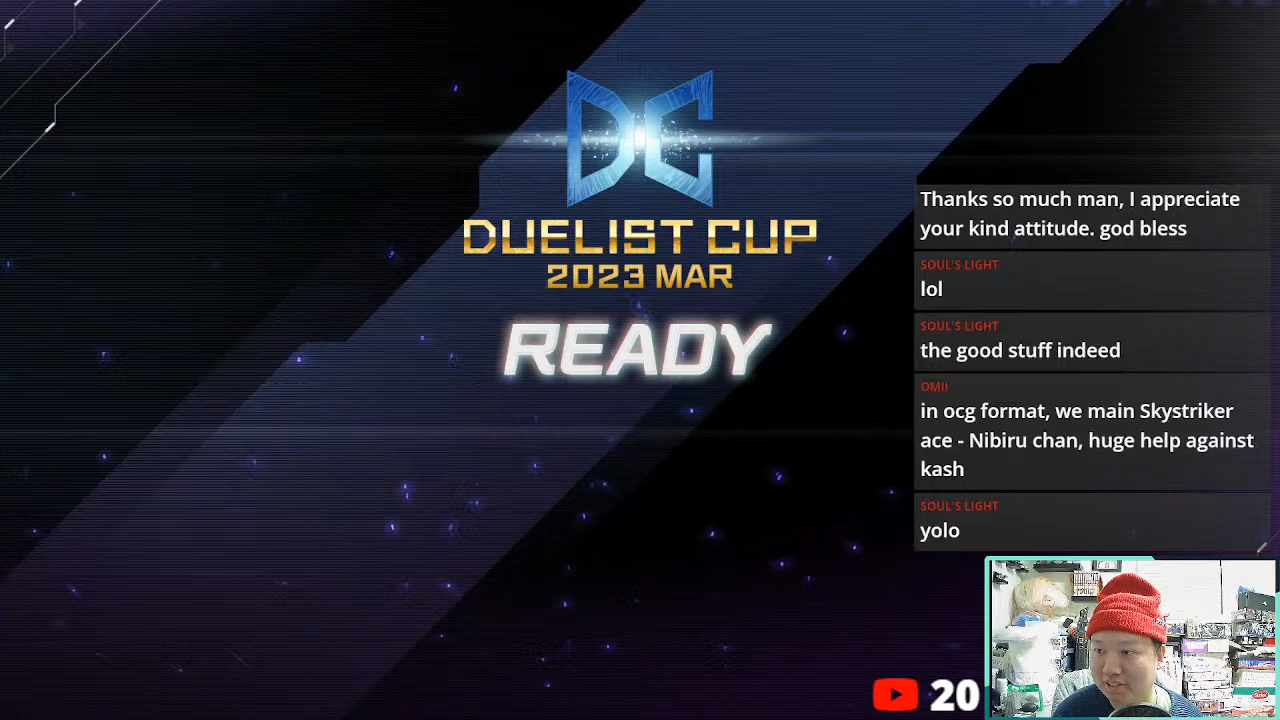 DC
DUELIST CUP
2023 MAR
READY
Thanks so much man, I appreciate
your kind attitude. god bless
SOUL'S LIGHT
lol
SOUL'S LIGHT
the good stuff indeed
OMII
in ocg format, we main Skystriker
ace - Nibiru chan, huge help against
kash
SOUL'S LIGHT
yolo
20